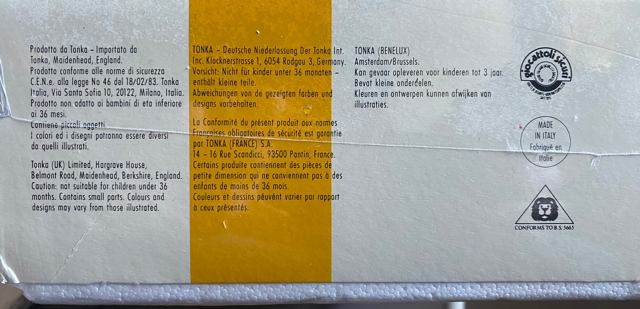 Prodotto da Tonka – Importato da
Tonka, Maidenhead, England.
Prodotto conforme alle norme di sicurezza
C.E.N.e. alla legge No 46 del 18/02/83. Tonka
Italia, Via Santa Sofia 10, 20122, Milano, Italia.
Prodotto non adatto ai bambini di eta inferiore
ai 36 mesi.
Contiene piccoli oggetti.
I colori ed i disegni potranno essere diversi
da quelli illustrati.
Tonka (UK) Limited, Hargrave House,
Belmont Road, Maidenhead, Berkshire, England.
Caution: not suitable for children under 36
months. Contains small parts. Colours and
designs may vary from those illustrated.
TONKA – Deutsche Niederlassung Der Tonka Int.
Inc. Klocknerstrasse 1, 6054 Rodgau 3, Germany.
Vorsicht: Nicht für kinder unter 36 monaten –
enthält kleine teile.
Abweichungen von de gezeigten farben und
designs vorbehalten.
La Conformité du présent produit aux normes
Françaises obligatoires de sécurité est garantie
par TONKA (FRANCE) S.A.
14 – 16 Rue Scandicci, 93500 Pantin, France.
Certains produits contiennent des pièces de
petite dimension qui ne conviennent pas à des
enfants de moins de 36 mois.
Couleurs et dessins peuvent varier par rapport
à ceux présentés.
TONKA (BENELUX)
Amsterdam/Brussels.
Kan gevaar opleveren voor kinderen tot 3 jaar.
Bevat kleine onderdelen.
Kleuren en ontwerpen kunnen afwijken van
illustraties.
giocattoli sicuri
MADE
IN ITALY
Fabriqué en
Italie
CONFORMS TO B.S. 5665